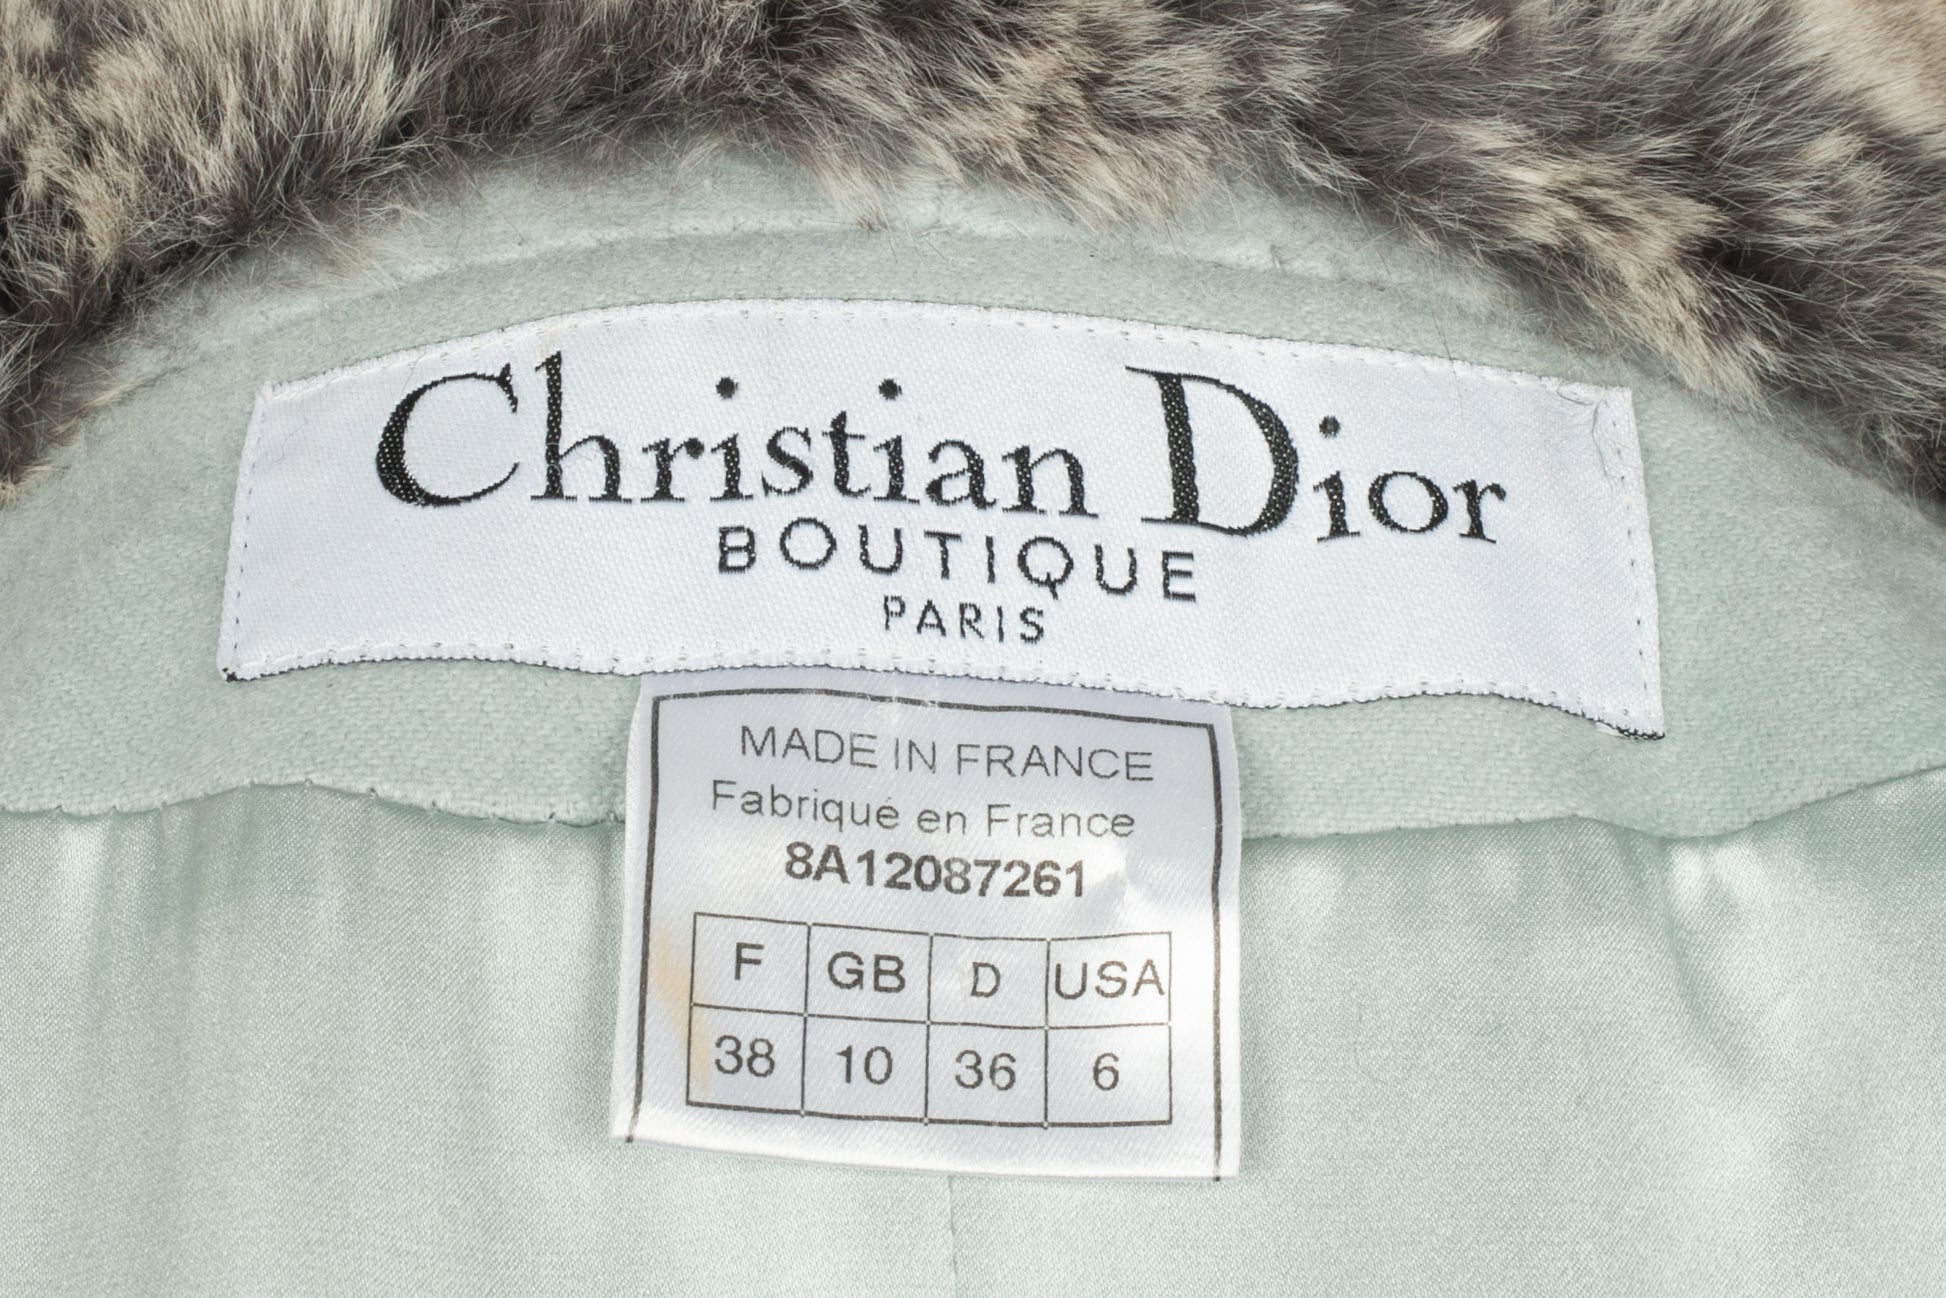 Christian Dior
BOUTIQUE
PARIS
MADE IN FRANCE
Fabriqué en France
8A12087261
F GB D USA
38 10 36 6